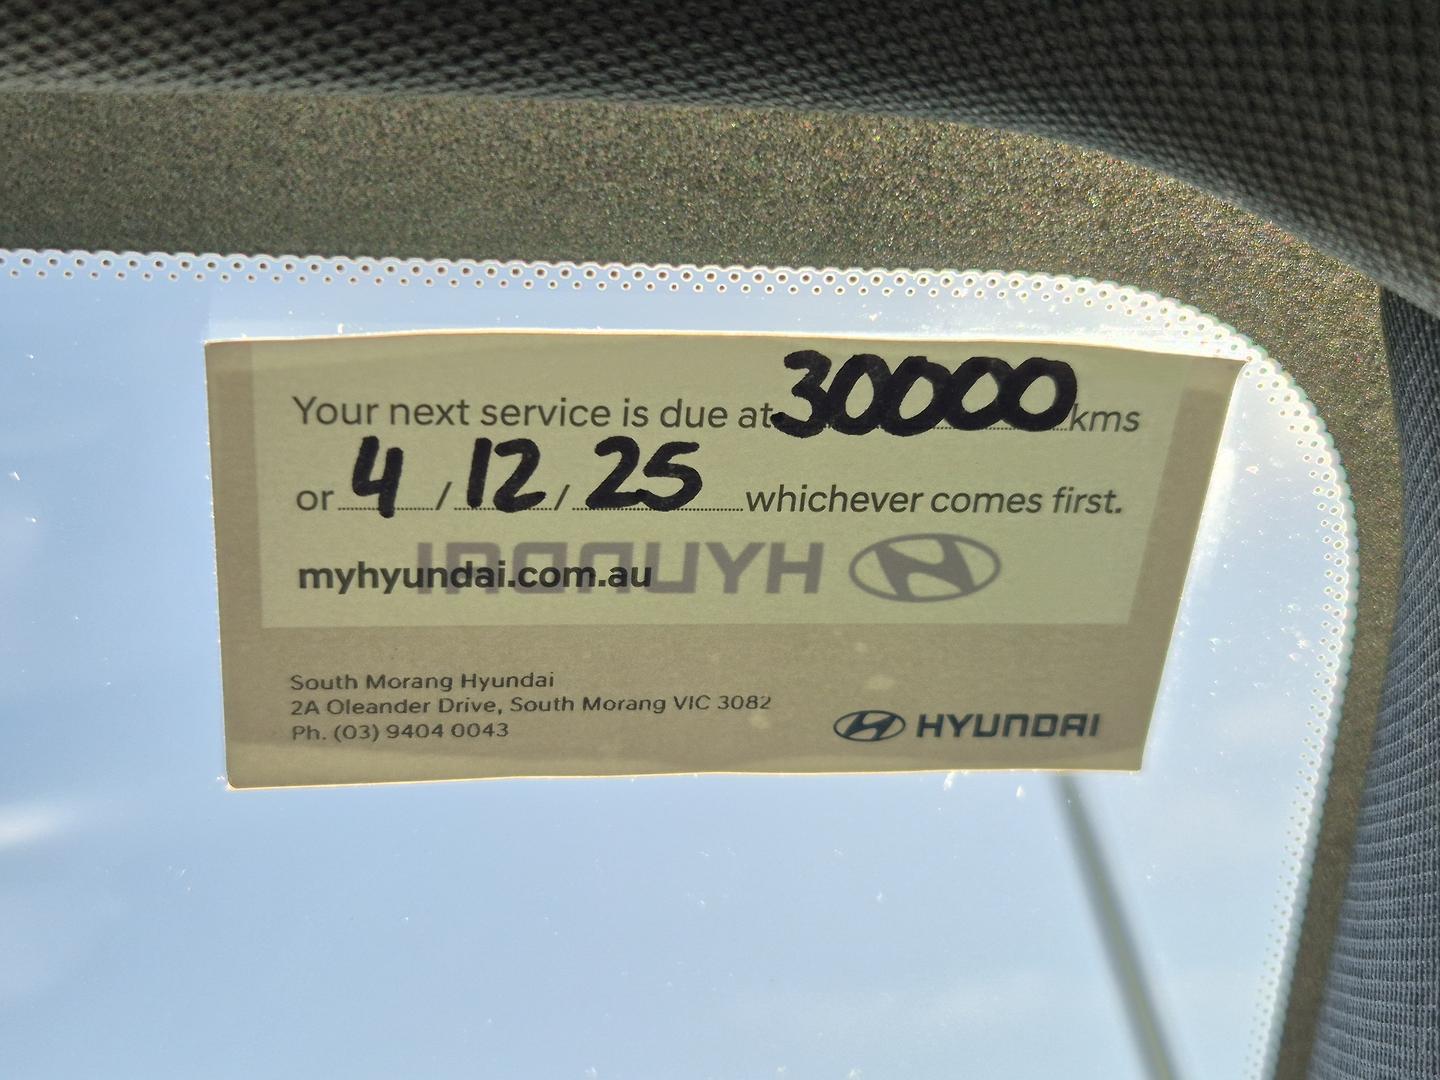 Your next service is due at 30000 kms
or 4 / 12 / 25 whichever comes first.
HYUNDAI
myhyundai.com.au
South Morang Hyundai
2A Oleander Drive, South Morang VIC 3082
Ph. (03) 9404 0043
HYUNDAI